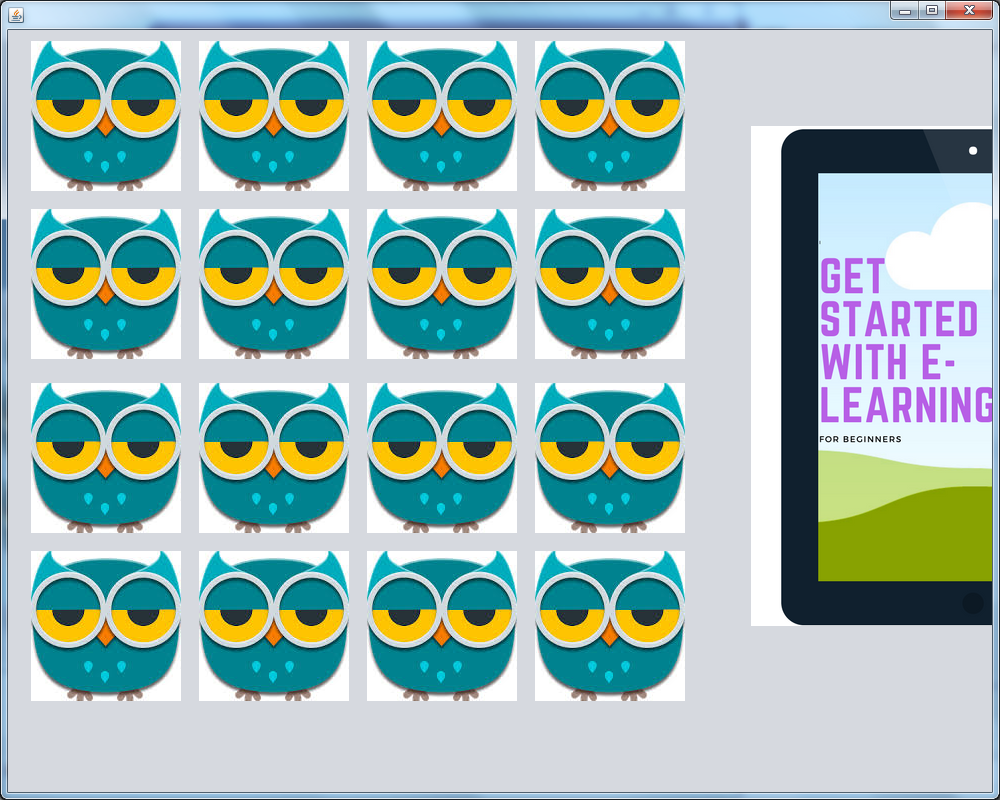 GET
STARTED
WITH E-
LEARNING
FOR BEGINNERS